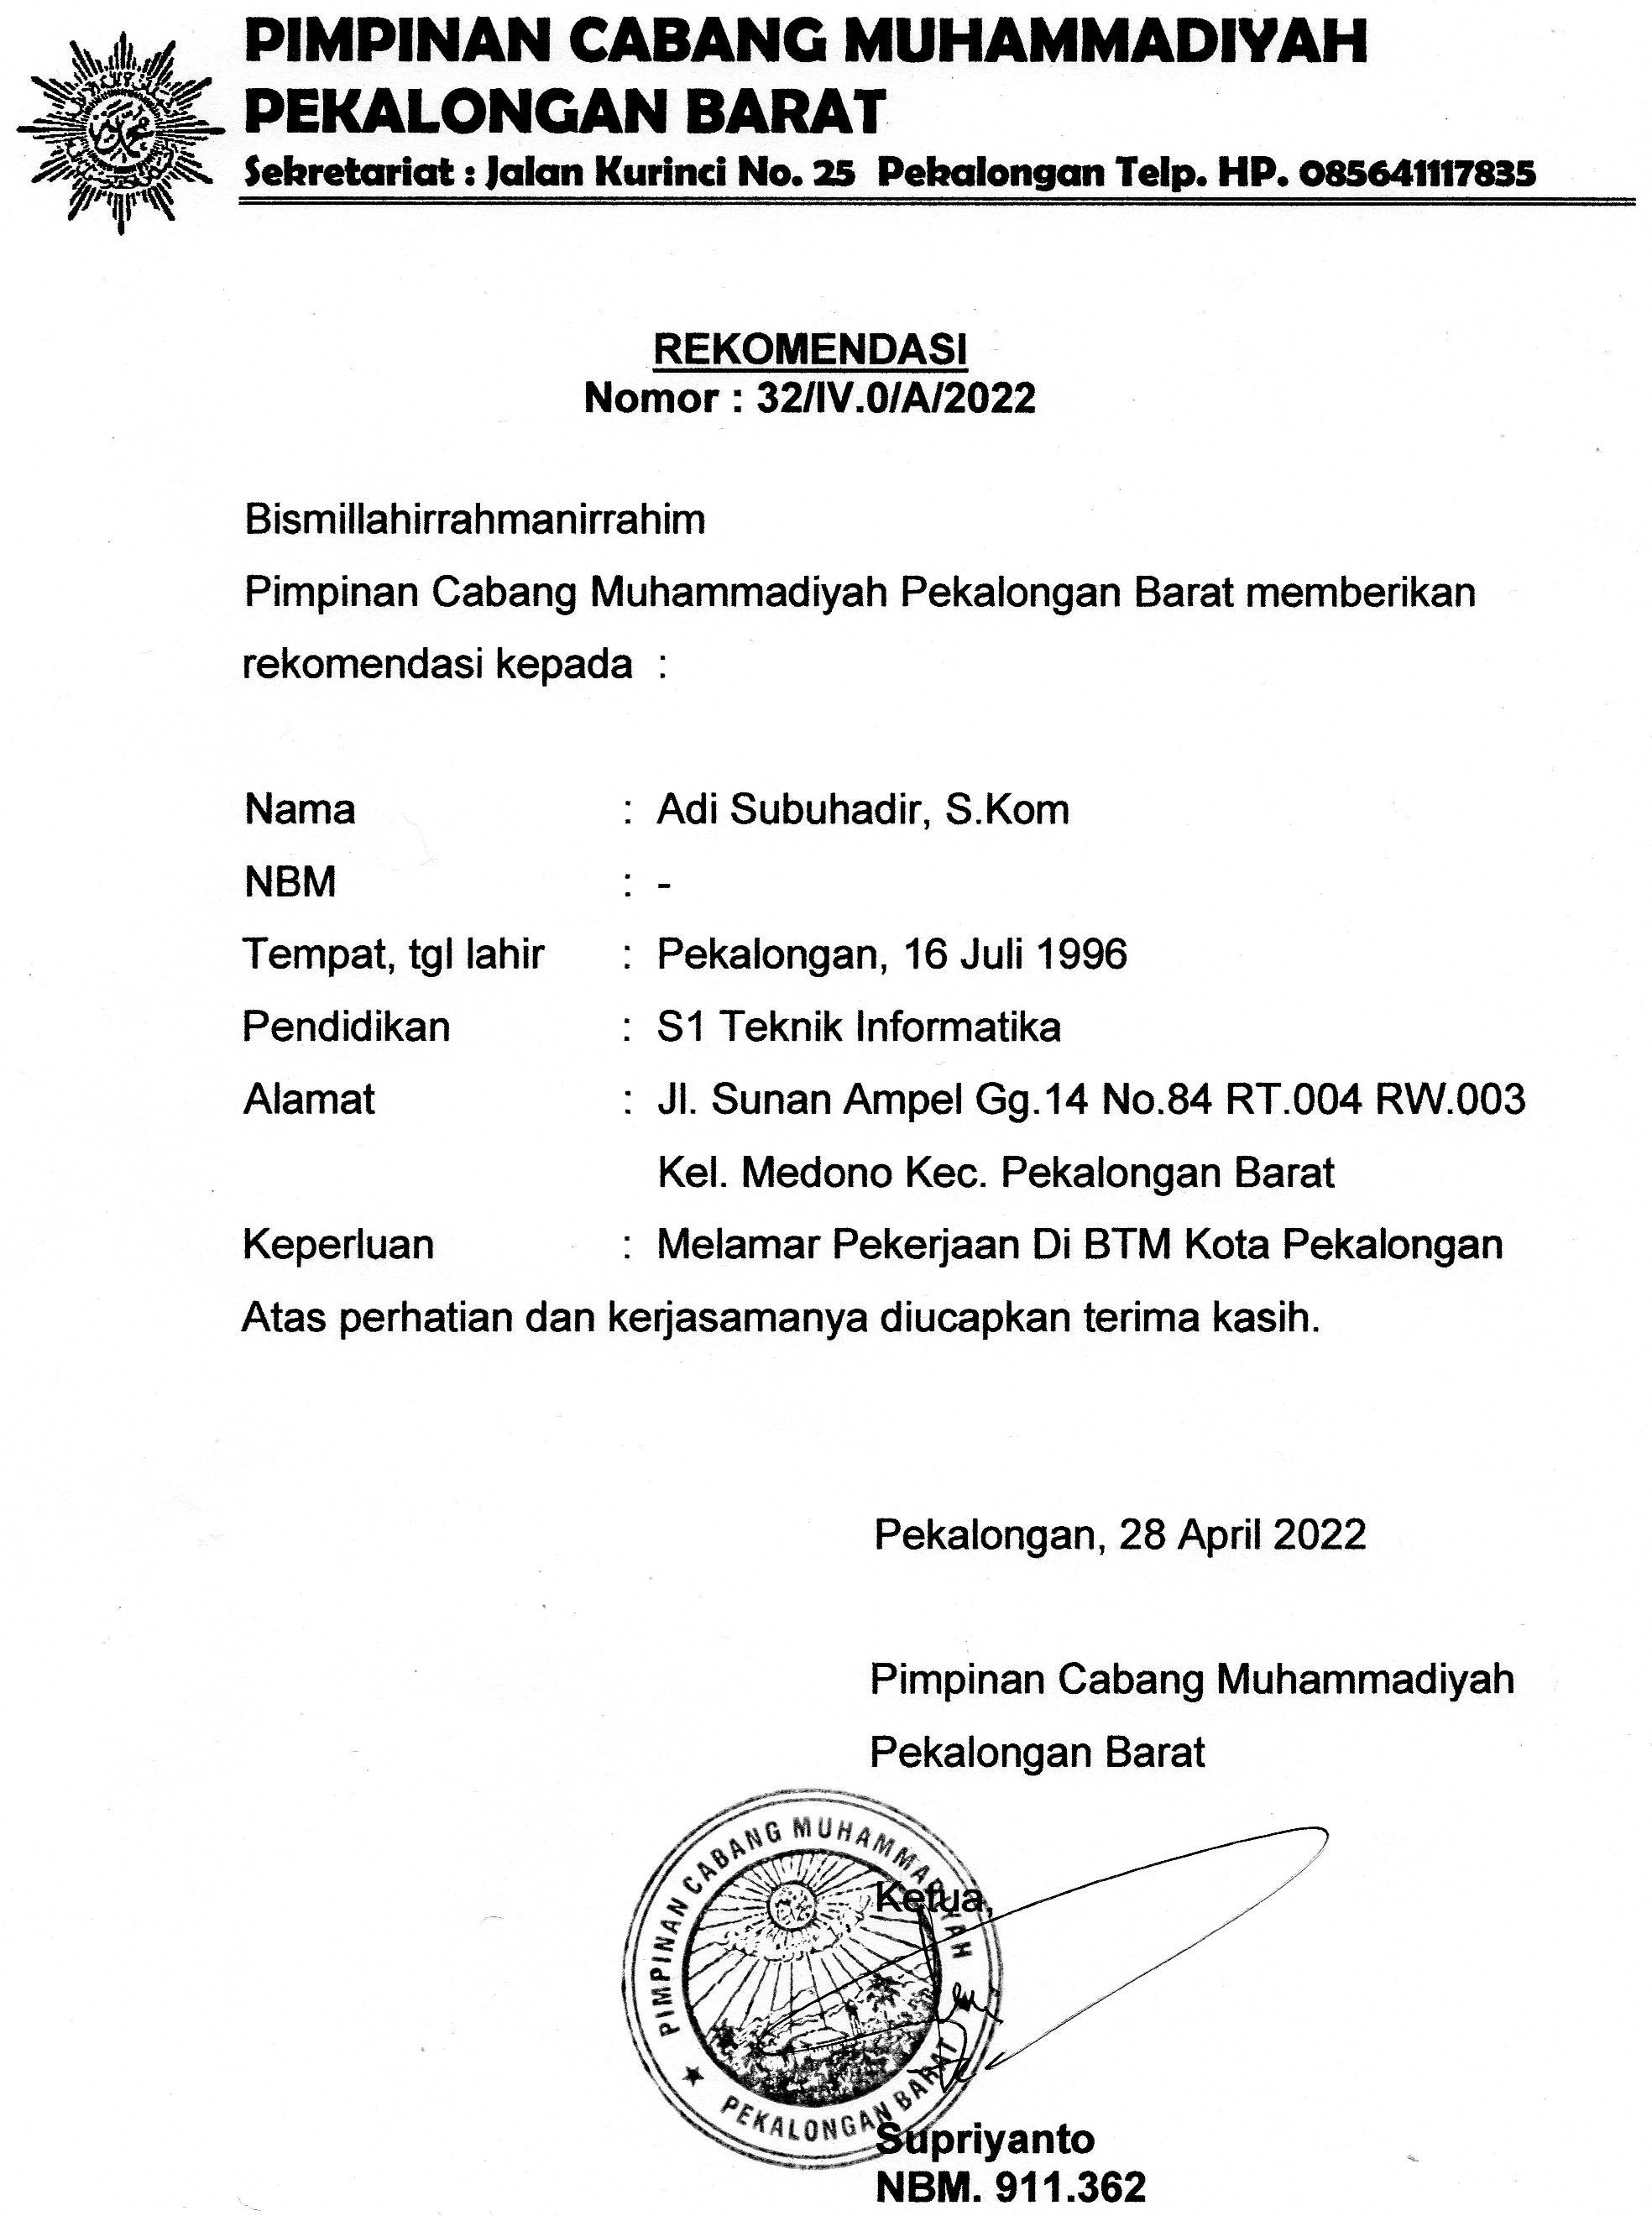 PIMPINAN CABANG MUHAMMADIYAH
PEKALONGAN BARAT
Sekretariat : Jalan Kurinci No. 25 Pekalongan Telp. HP. 085641117835
REKOMENDASI
Nomor : 32/IV.0/A/2022
Bismillahirrahmanirrahim
Pimpinan Cabang Muhammadiyah Pekalongan Barat memberikan
rekomendasi kepada :
Nama : Adi Subuhadir, S.Kom
NBM : -
Tempat, tgl lahir : Pekalongan, 16 Juli 1996
Pendidikan : S1 Teknik Informatika
Alamat : Jl. Sunan Ampel Gg.14 No.84 RT.004 RW.003
Kel. Medono Kec. Pekalongan Barat
Keperluan : Melamar Pekerjaan Di BTM Kota Pekalongan
Atas perhatian dan kerjasamanya diucapkan terima kasih.
Pekalongan, 28 April 2022
Pimpinan Cabang Muhammadiyah
Pekalongan Barat
PIMPINAN CABANG MUHAMMADIYAH
PEKALONGAN BARAT
Ketua,
Supriyanto
NBM. 911.362